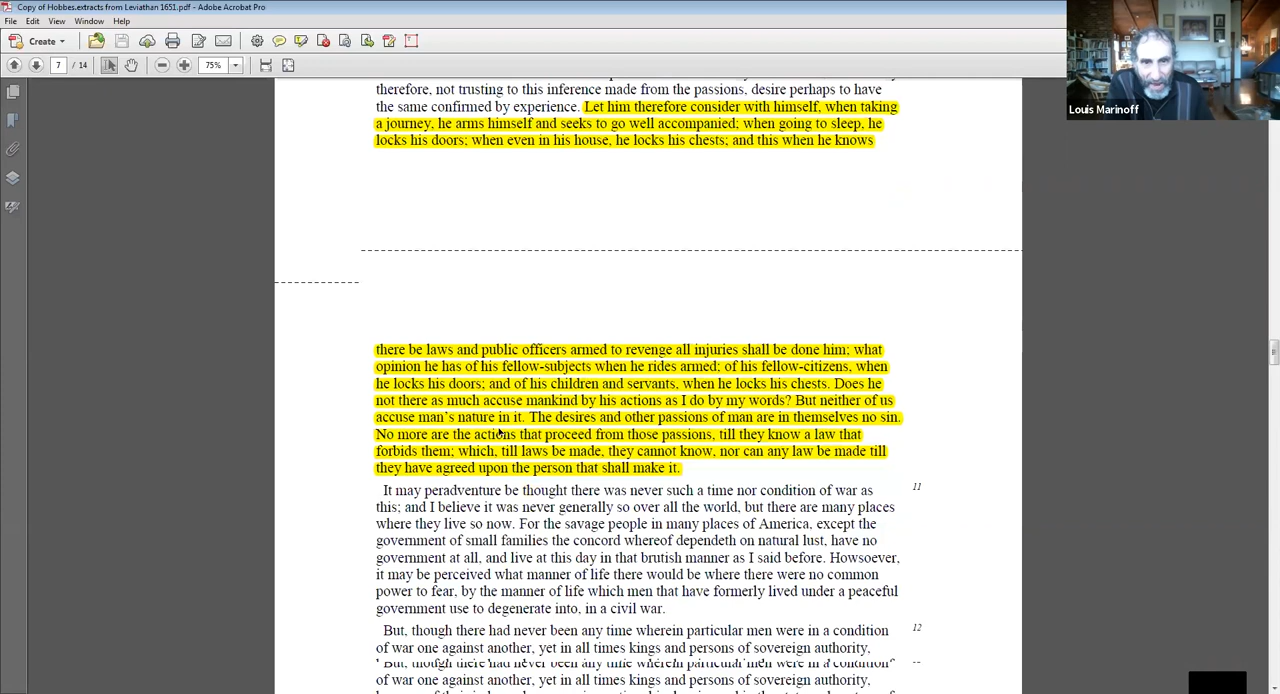 Copy of Hobbes.extracts from Leviathan 1651.pdf - Adobe Acrobat Pro
File Edit View Window Help
Create
7 / 14 75%
Louis Marinoff
therefore, not trusting to this inference made from the passions, desire perhaps to have
the same confirmed by experience. Let him therefore consider with himself, when taking
a journey, he arms himself and seeks to go well accompanied; when going to sleep, he
locks his doors; when even in his house, he locks his chests; and this when he knows
there be laws and public officers armed to revenge all injuries shall be done him; what
opinion he has of his fellow-subjects when he rides armed; of his fellow-citizens, when
he locks his doors; and of his children and servants, when he locks his chests. Does he
not there as much accuse mankind by his actions as I do by my words? But neither of us
accuse man's nature in it. The desires and other passions of man are in themselves no sin.
No more are the actions that proceed from those passions, till they know a law that
forbids them; which, till laws be made, they cannot know, nor can any law be made till
they have agreed upon the person that shall make it.
It may peradventure be thought there was never such a time nor condition of war as 11
this; and I believe it was never generally so over all the world, but there are many places
where they live so now. For the savage people in many places of America, except the
government of small families the concord whereof dependeth on natural lust, have no
government at all, and live at this day in that brutish manner as I said before. Howsoever,
it may be perceived what manner of life there would be where there were no common
power to fear, by the manner of life which men that have formerly lived under a peaceful
government use to degenerate into, in a civil war.
But, though there had never been any time wherein particular men were in a condition 12
of war one against another, yet in all times kings and persons of sovereign authority,
But, though there had never been any time wherein particular men were in a condition
of war one against another, yet in all times kings and persons of sovereign authority,